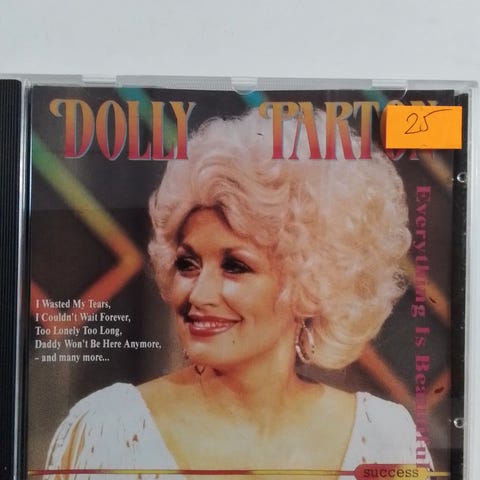 DOLLY PARTON
25
Everything Is Beautiful
I Wasted My Tears,
I Couldn't Wait Forever,
Too Lonely Too Long,
Daddy Won't Be Here Anymore,
- and many more...
success